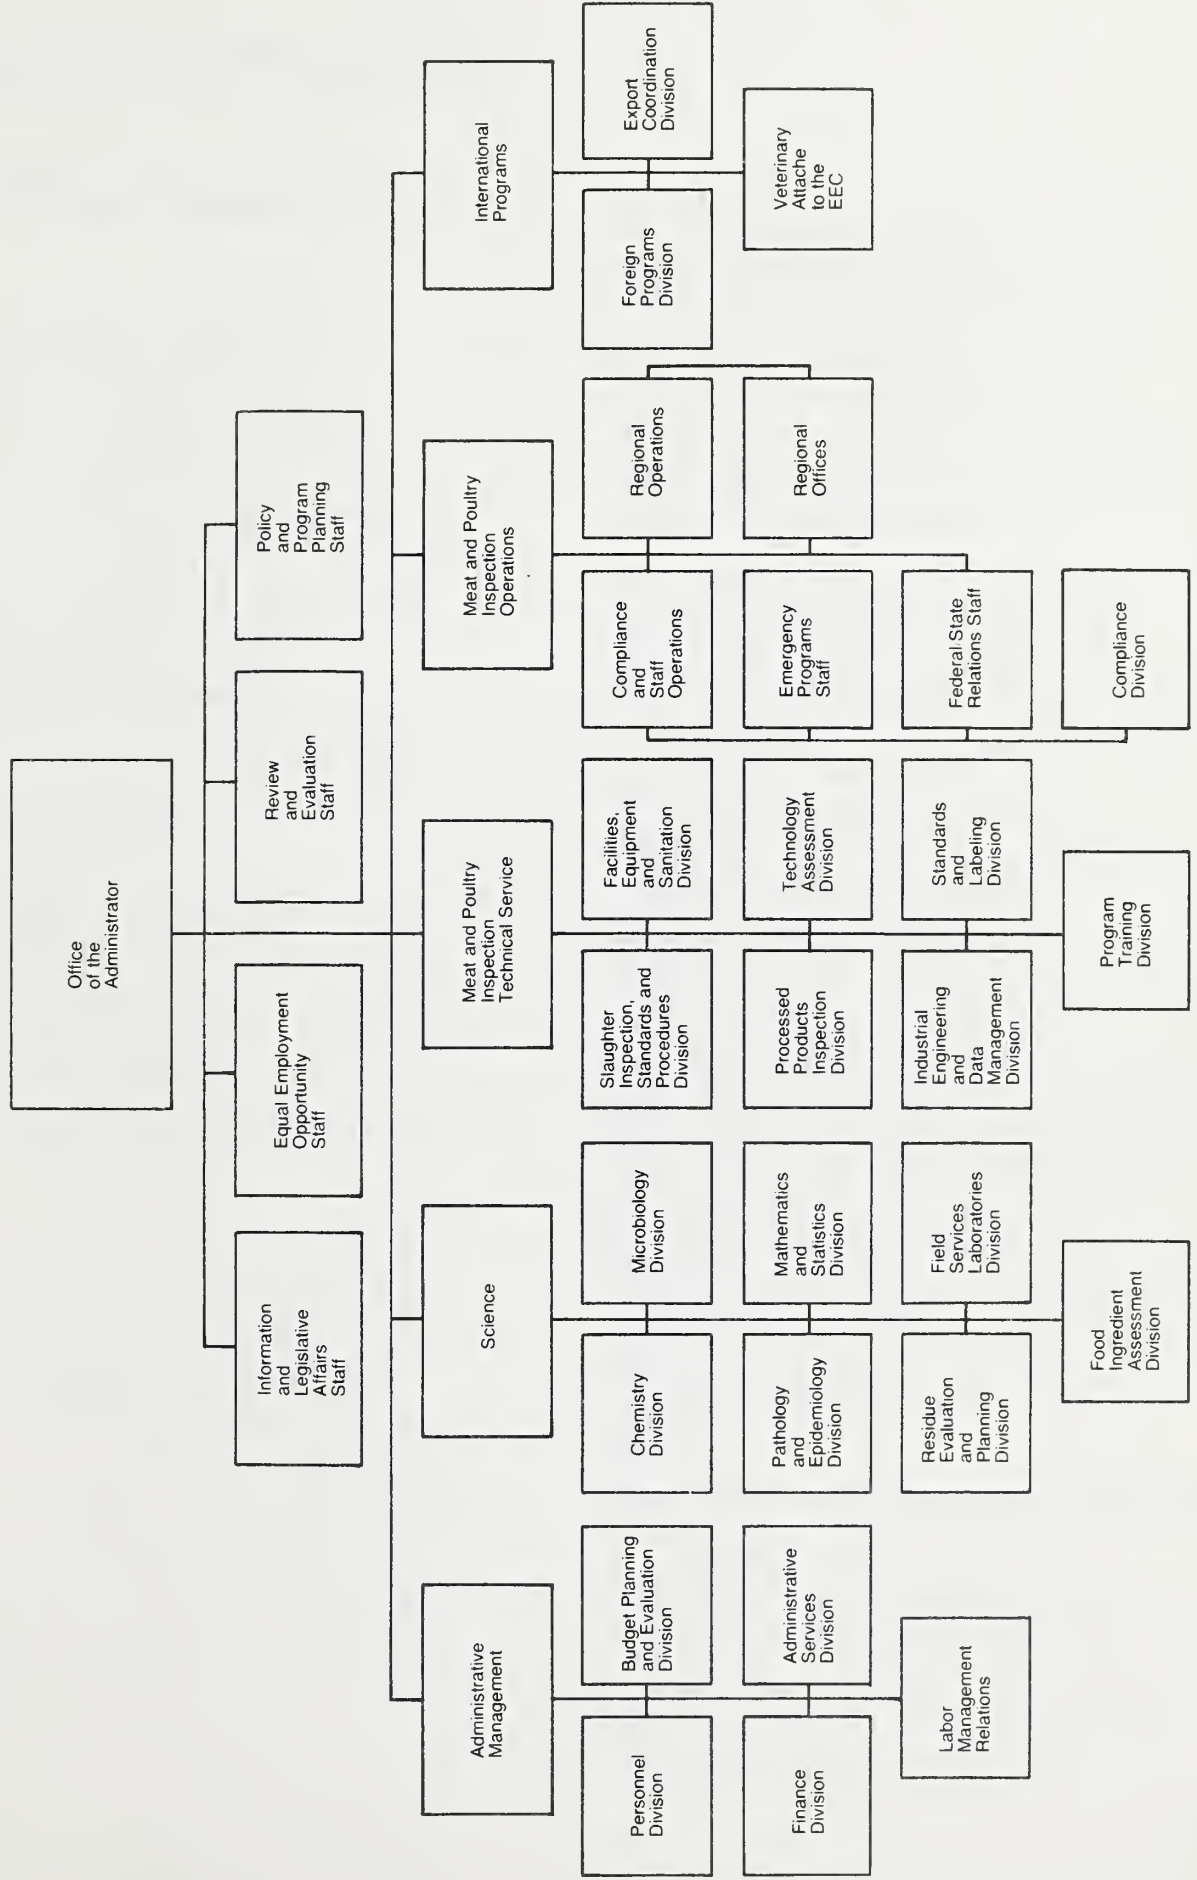 Office
of the
Administrator
Information
and
Legislative
Affairs
Staff
Equal Employment
Opportunity
Staff
Review
and
Evaluation
Staff
Policy
and
Program
Planning
Staff
Administrative
Management
Science
Meat and Poultry
Inspection
Technical Service
Meat and Poultry
Inspection
Operations
International
Programs
Personnel
Division
Budget Planning
and Evaluation
Division
Finance
Division
Administrative
Services
Division
Labor
Management
Relations
Chemistry
Division
Microbiology
Division
Pathology
and
Epidemiology
Division
Mathematics
and
Statistics
Division
Residue
Evaluation
and
Planning
Division
Field
Services
Laboratories
Division
Food
Ingredient
Assessment
Division
Slaughter
Inspection,
Standards and
Procedures
Division
Facilities,
Equipment
and
Sanitation
Division
Processed
Products
Inspection
Division
Technology
Assessment
Division
Industrial
Engineering
and
Data
Management
Division
Standards
and
Labeling
Division
Program
Training
Division
Compliance
and
Staff
Operations
Regional
Operations
Emergency
Programs
Staff
Regional
Offices
Federal-State
Relations Staff
Compliance
Division
Foreign
Programs
Division
Export
Coordination
Division
Veterinary
Attache
to the
EEC